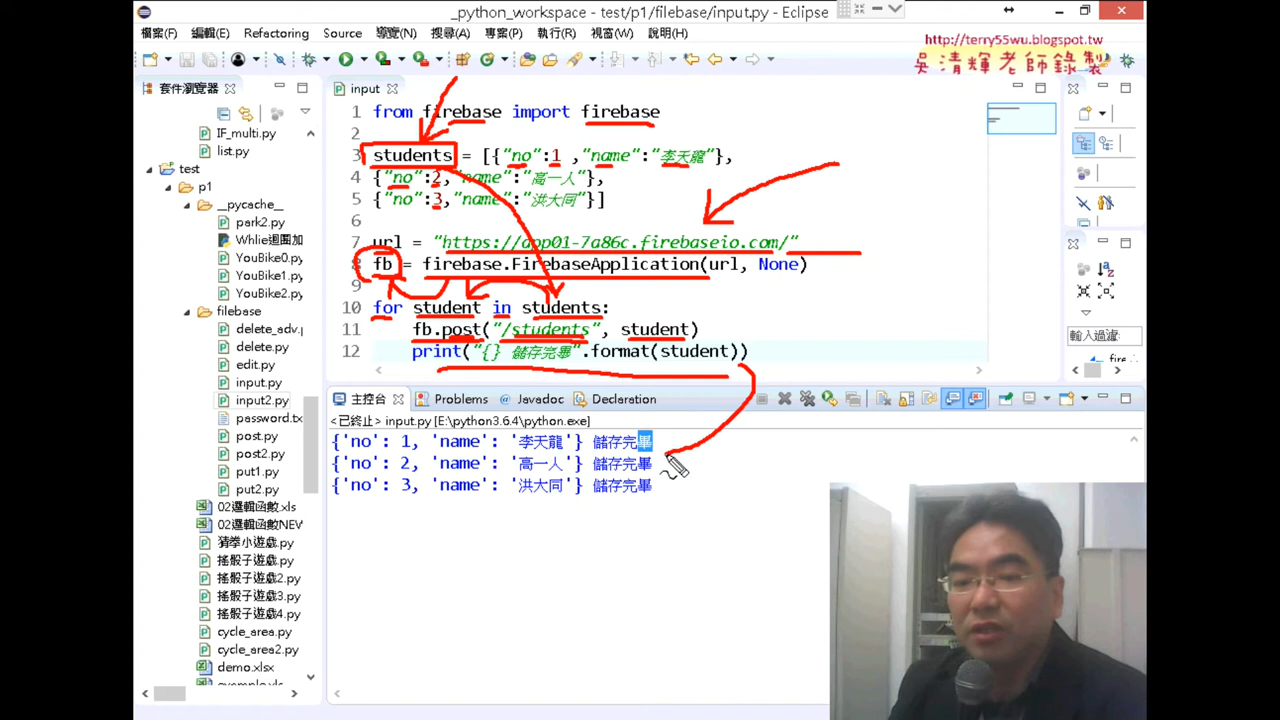 _python_workspace - test/p1/filebase/input.py - Eclipse
檔案(F) 編輯(E) Refactoring Source 導覽(N) 搜尋(A) 專案(P) 執行(R) 視窗(W) 說明(H)
http://terry55wu.blogspot.tw
吳清輝老師錄製
套件瀏覽器
IF_multi.py
list.py
test
p1
__pycache__
park2.py
Whlie迴圈加
YouBike0.py
YouBike1.py
YouBike2.py
filebase
delete_adv.
delete.py
edit.py
input.py
input2.py
password.tx
post.py
post2.py
put1.py
put2.py
02邏輯函數.xls
02邏輯函數NEW
猜拳小遊戲.py
搖骰子遊戲.py
搖骰子遊戲2.py
搖骰子遊戲3.py
搖骰子遊戲4.py
cycle_area.py
cycle_area2.py
demo.xlsx
input
1 from firebase import firebase
2
3 students = [{"no":1 ,"name":"李天龍"},
4 {"no":2,"name":"高一人"},
5 {"no":3,"name":"洪大同"}]
6
7 url = "https://app01-7a86c.firebaseio.com/"
8 fb = firebase.FirebaseApplication(url, None)
9
10 for student in students:
11 fb.post("/students", student)
12 print("{} 儲存完畢".format(student))
輸入過濾:
主控台 Problems @ Javadoc Declaration
<已終止> input.py [E:\python3.6.4\python.exe]
{'no': 1, 'name': '李天龍'} 儲存完畢
{'no': 2, 'name': '高一人'} 儲存完畢
{'no': 3, 'name': '洪大同'} 儲存完畢